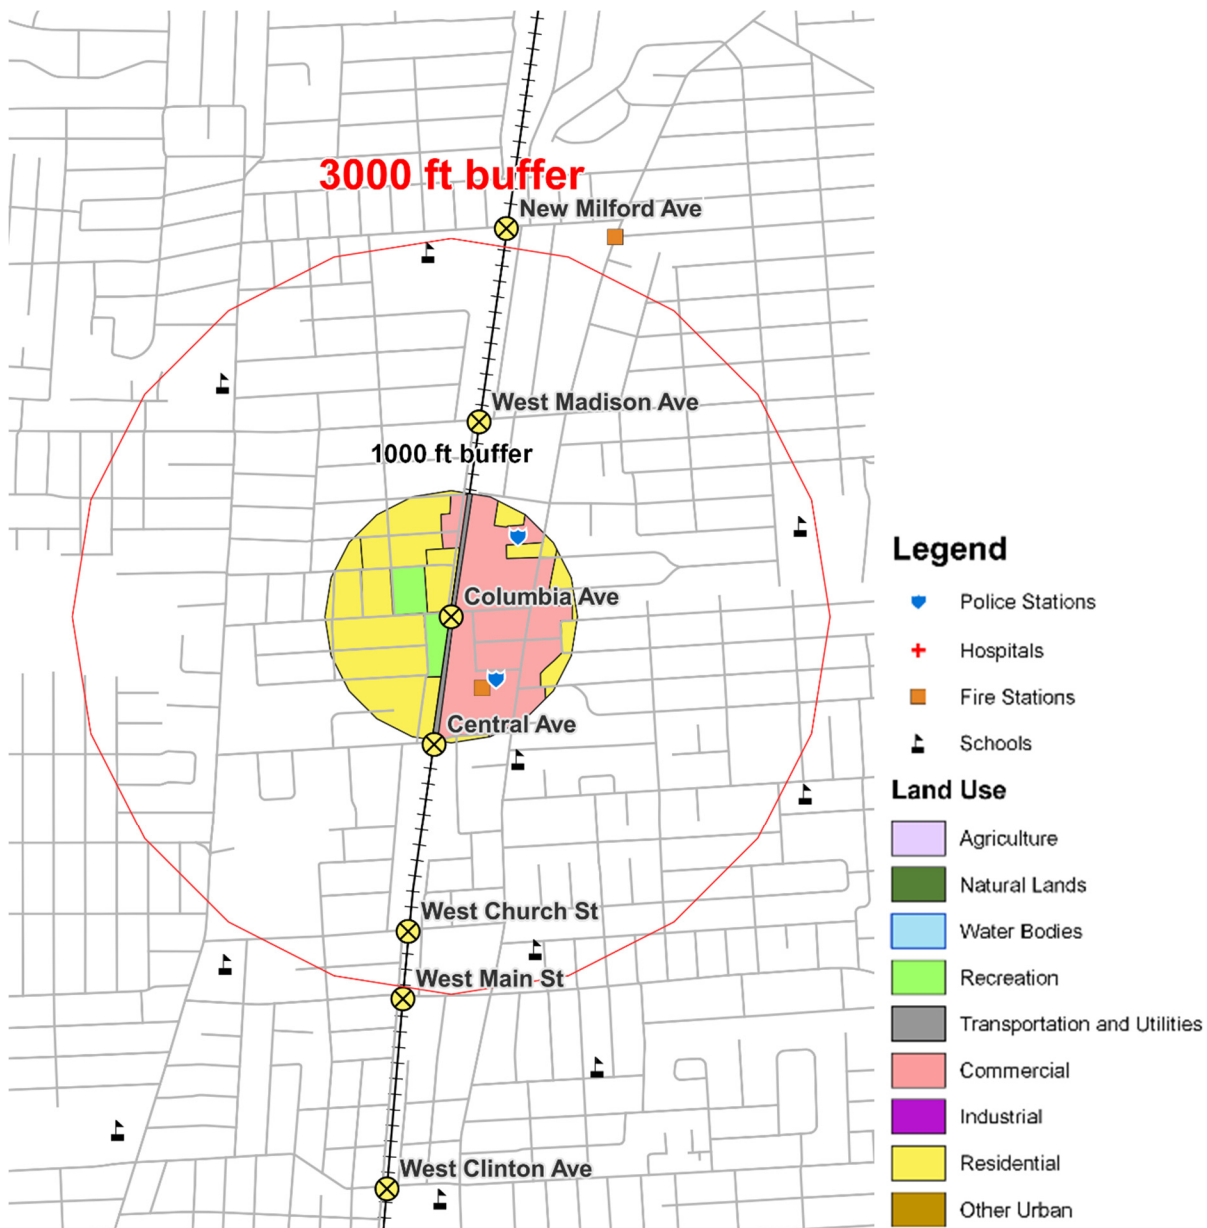 3000 ft buffer
New Milford Ave
West Madison Ave
1000 ft buffer
Columbia Ave
Central Ave
West Church St
West Main St
West Clinton Ave
Legend
Police Stations
Hospitals
Fire Stations
Schools
Land Use
Agriculture
Natural Lands
Water Bodies
Recreation
Transportation and Utilities
Commercial
Industrial
Residential
Other Urban